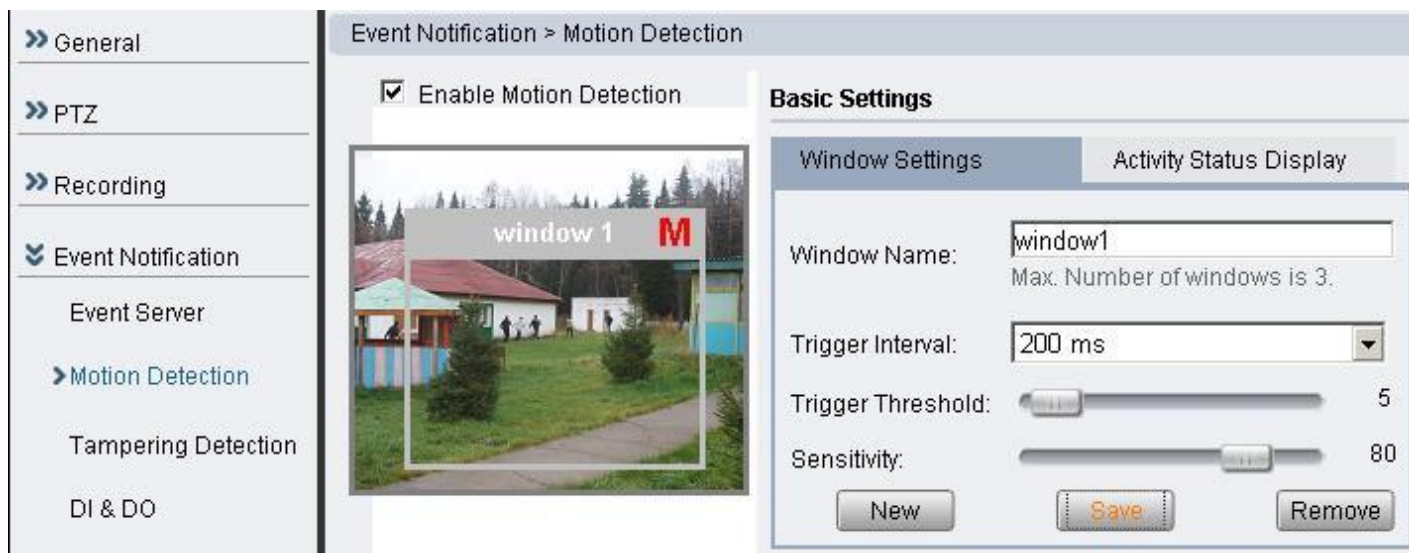 General
PTZ
Recording
Event Notification
Event Server
Motion Detection
Tampering Detection
DI & DO
Event Notification > Motion Detection
Enable Motion Detection
window 1 M
Basic Settings
Window Settings
Activity Status Display
Window Name: window1
Max. Number of windows is 3.
Trigger Interval: 200 ms
Trigger Threshold: 5
Sensitivity: 80
New Save Remove